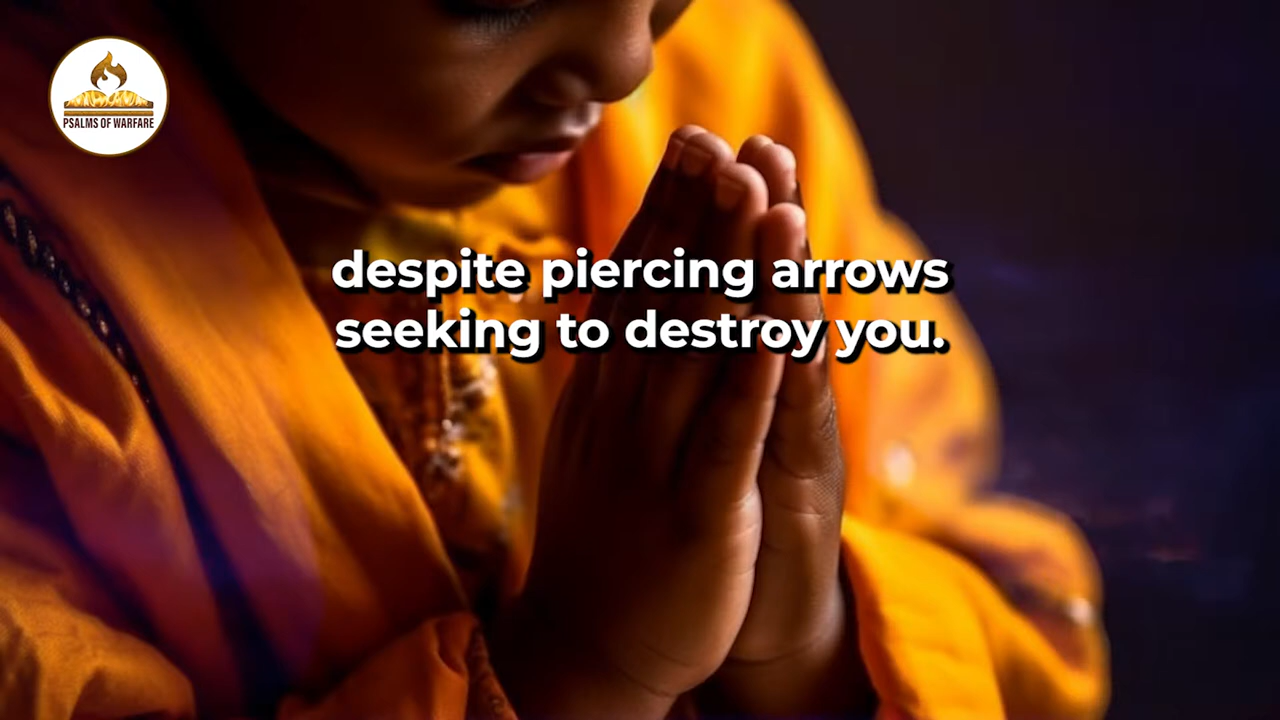 PSALMS OF WARFARE
despite piercing arrows
seeking to destroy you.